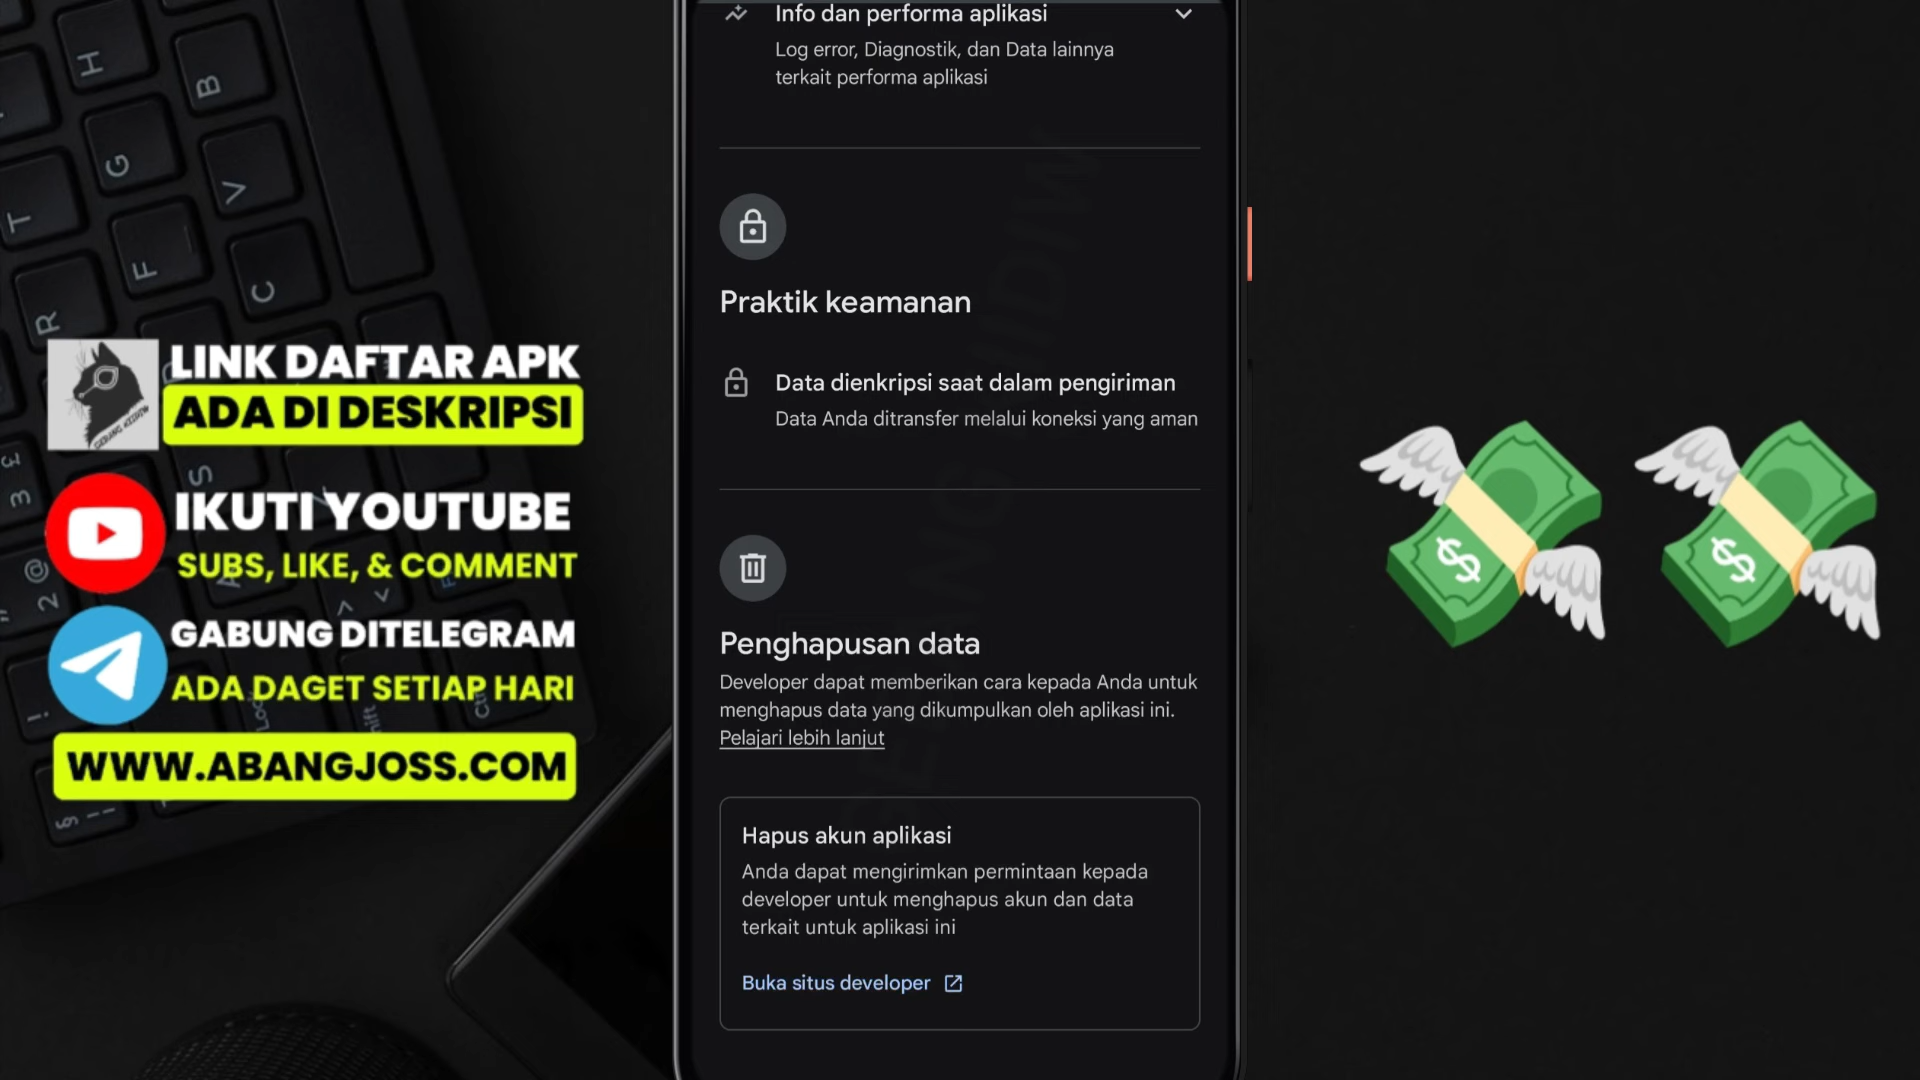 LINK DAFTAR APK
ADA DI DESKRIPSI
IKUTI YOUTUBE
SUBS, LIKE, & COMMENT
GABUNG DITELEGRAM
ADA DAGET SETIAP HARI
WWW.ABANGJOSS.COM
Info dan performa aplikasi
Log error, Diagnostik, dan Data lainnya
terkait performa aplikasi
Praktik keamanan
Data dienkripsi saat dalam pengiriman
Data Anda ditransfer melalui koneksi yang aman
Penghapusan data
Developer dapat memberikan cara kepada Anda untuk
menghapus data yang dikumpulkan oleh aplikasi ini.
Pelajari lebih lanjut
Hapus akun aplikasi
Anda dapat mengirimkan permintaan kepada
developer untuk menghapus akun dan data
terkait untuk aplikasi ini
Buka situs developer